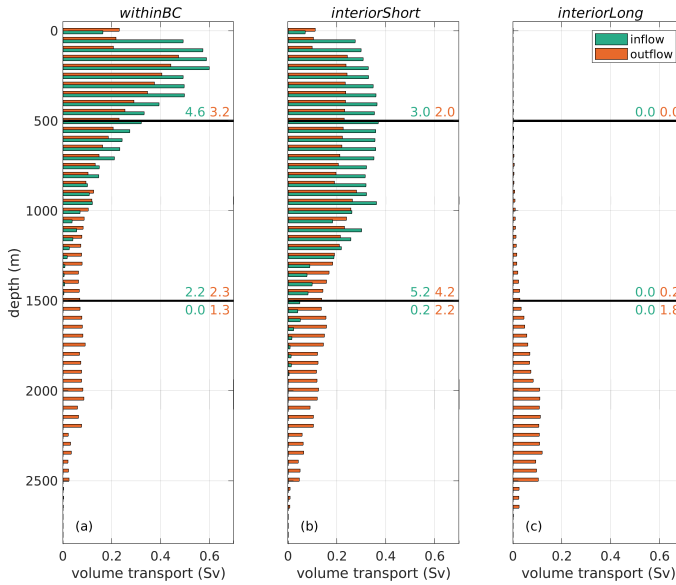 withinBC
interiorShort
interiorLong
0
500
1000
1500
2000
2500
depth (m)
inflow
outflow
4.6 3.2
3.0 2.0
0.0 0.0
2.2 2.3
5.2 4.2
0.0 0.2
0.0 1.3
0.2 2.2
0.0 1.8
(a)
(b)
(c)
0 0.2 0.4 0.6
0 0.2 0.4 0.6
0 0.2 0.4 0.6
volume transport (Sv)
volume transport (Sv)
volume transport (Sv)